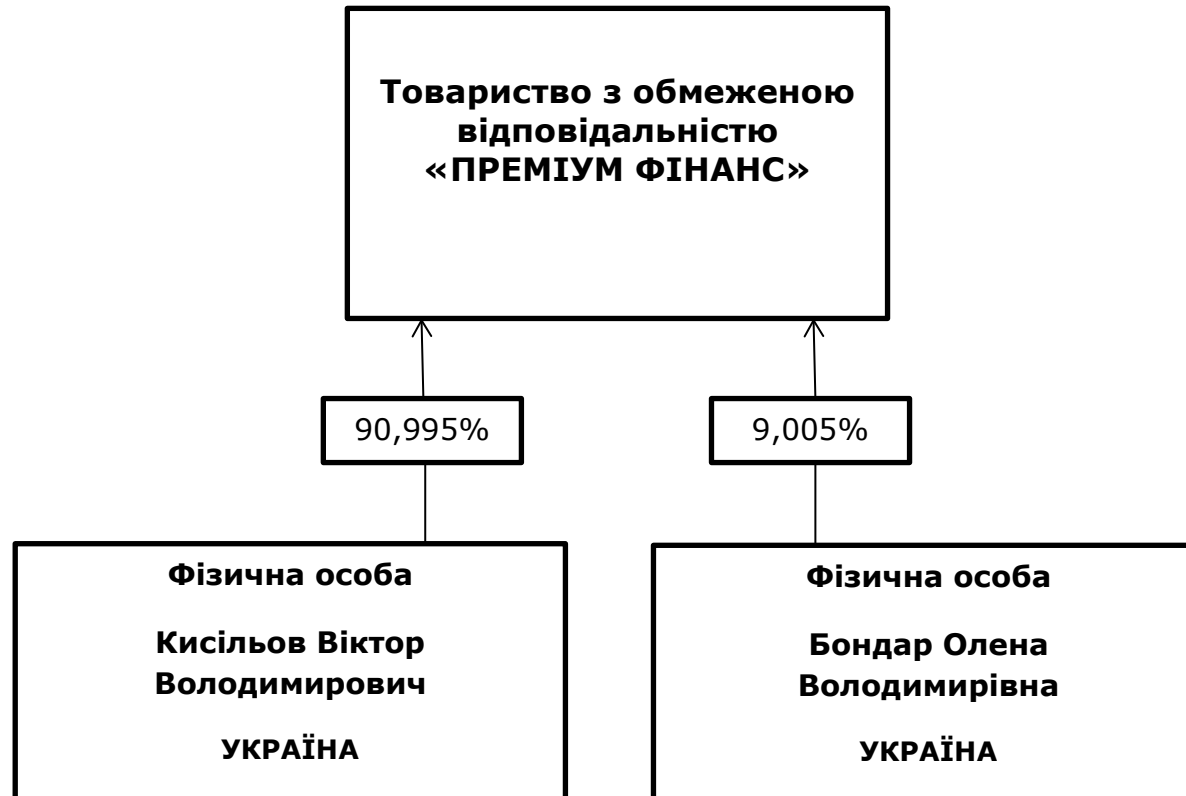 Товариство з обмеженою
відповідальністю
«ПРЕМІУМ ФІНАНС»
90,995%
9,005%
Фізична особа
Кисільов Віктор
Володимирович
УКРАЇНА
Фізична особа
Бондар Олена
Володимирівна
УКРАЇНА